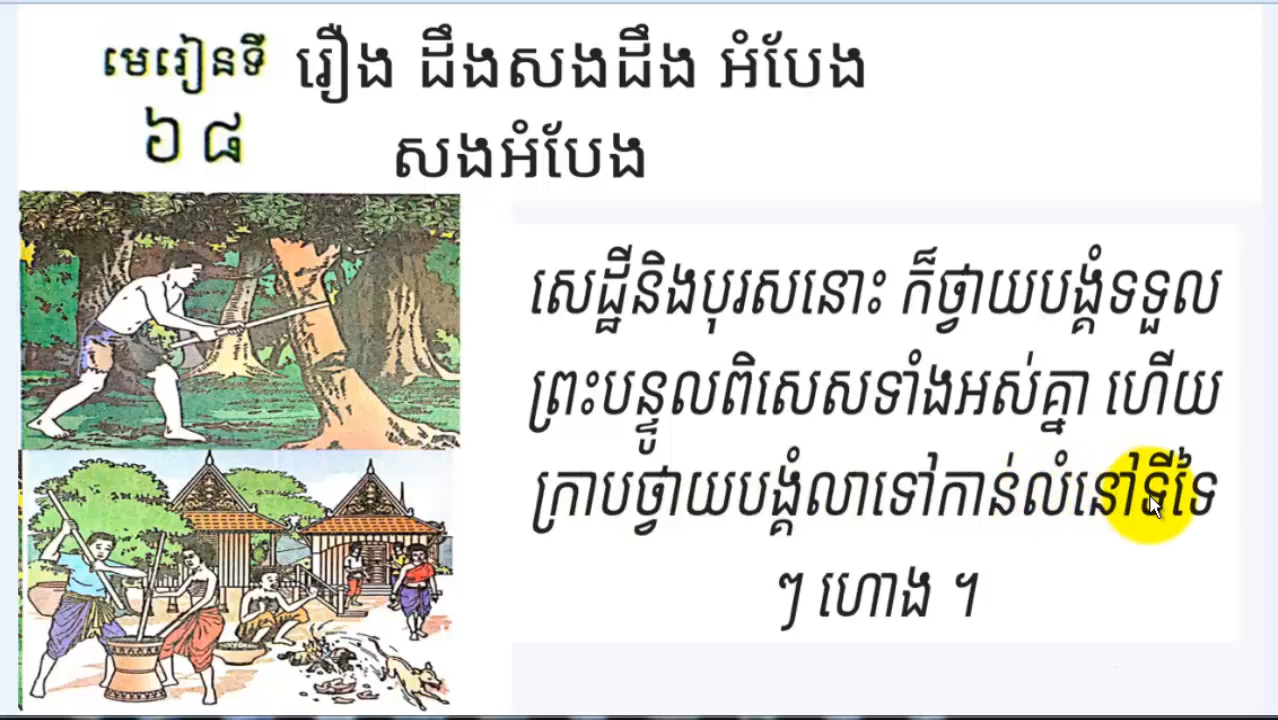 មេរៀនទី
៦៨
រឿង ដឹងសងដឹង អំបែង
សងអំបែង
សេដ្ឋីនិងបុរសនោះ ក៏ថ្វាយបង្គំទទួល
ព្រះបន្ទូលពិសេសទាំងអស់គ្នា ហើយ
ក្រាបថ្វាយបង្គំលាទៅកាន់លំនៅទីទៃ
ៗ ហោង ។